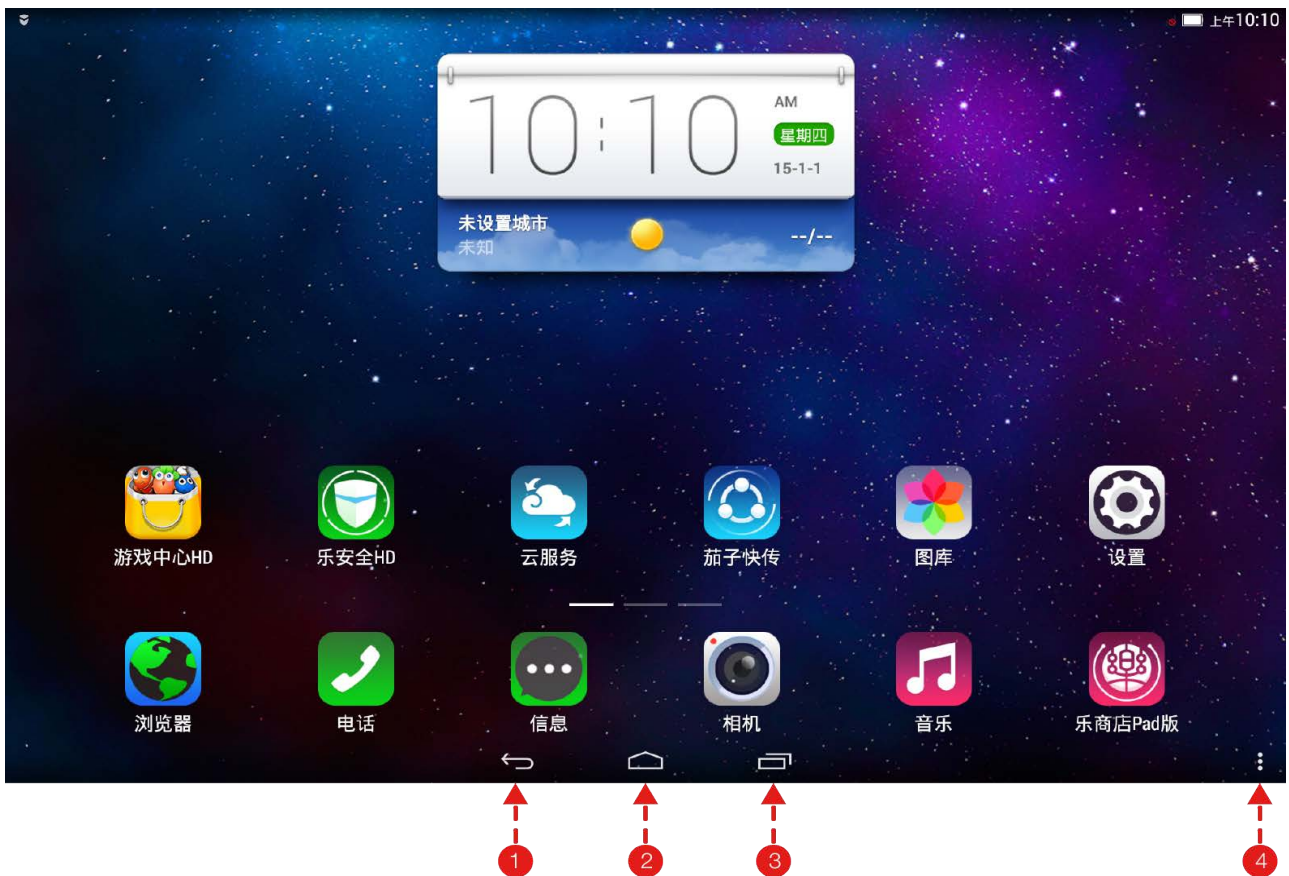 上午10:10
10:10
AM
星期四
15-1-1
未设置城市
未知
--/--
游戏中心HD
乐安全HD
云服务
茄子快传
图库
设置
浏览器
电话
信息
相机
音乐
乐商店Pad版
1
2
3
4